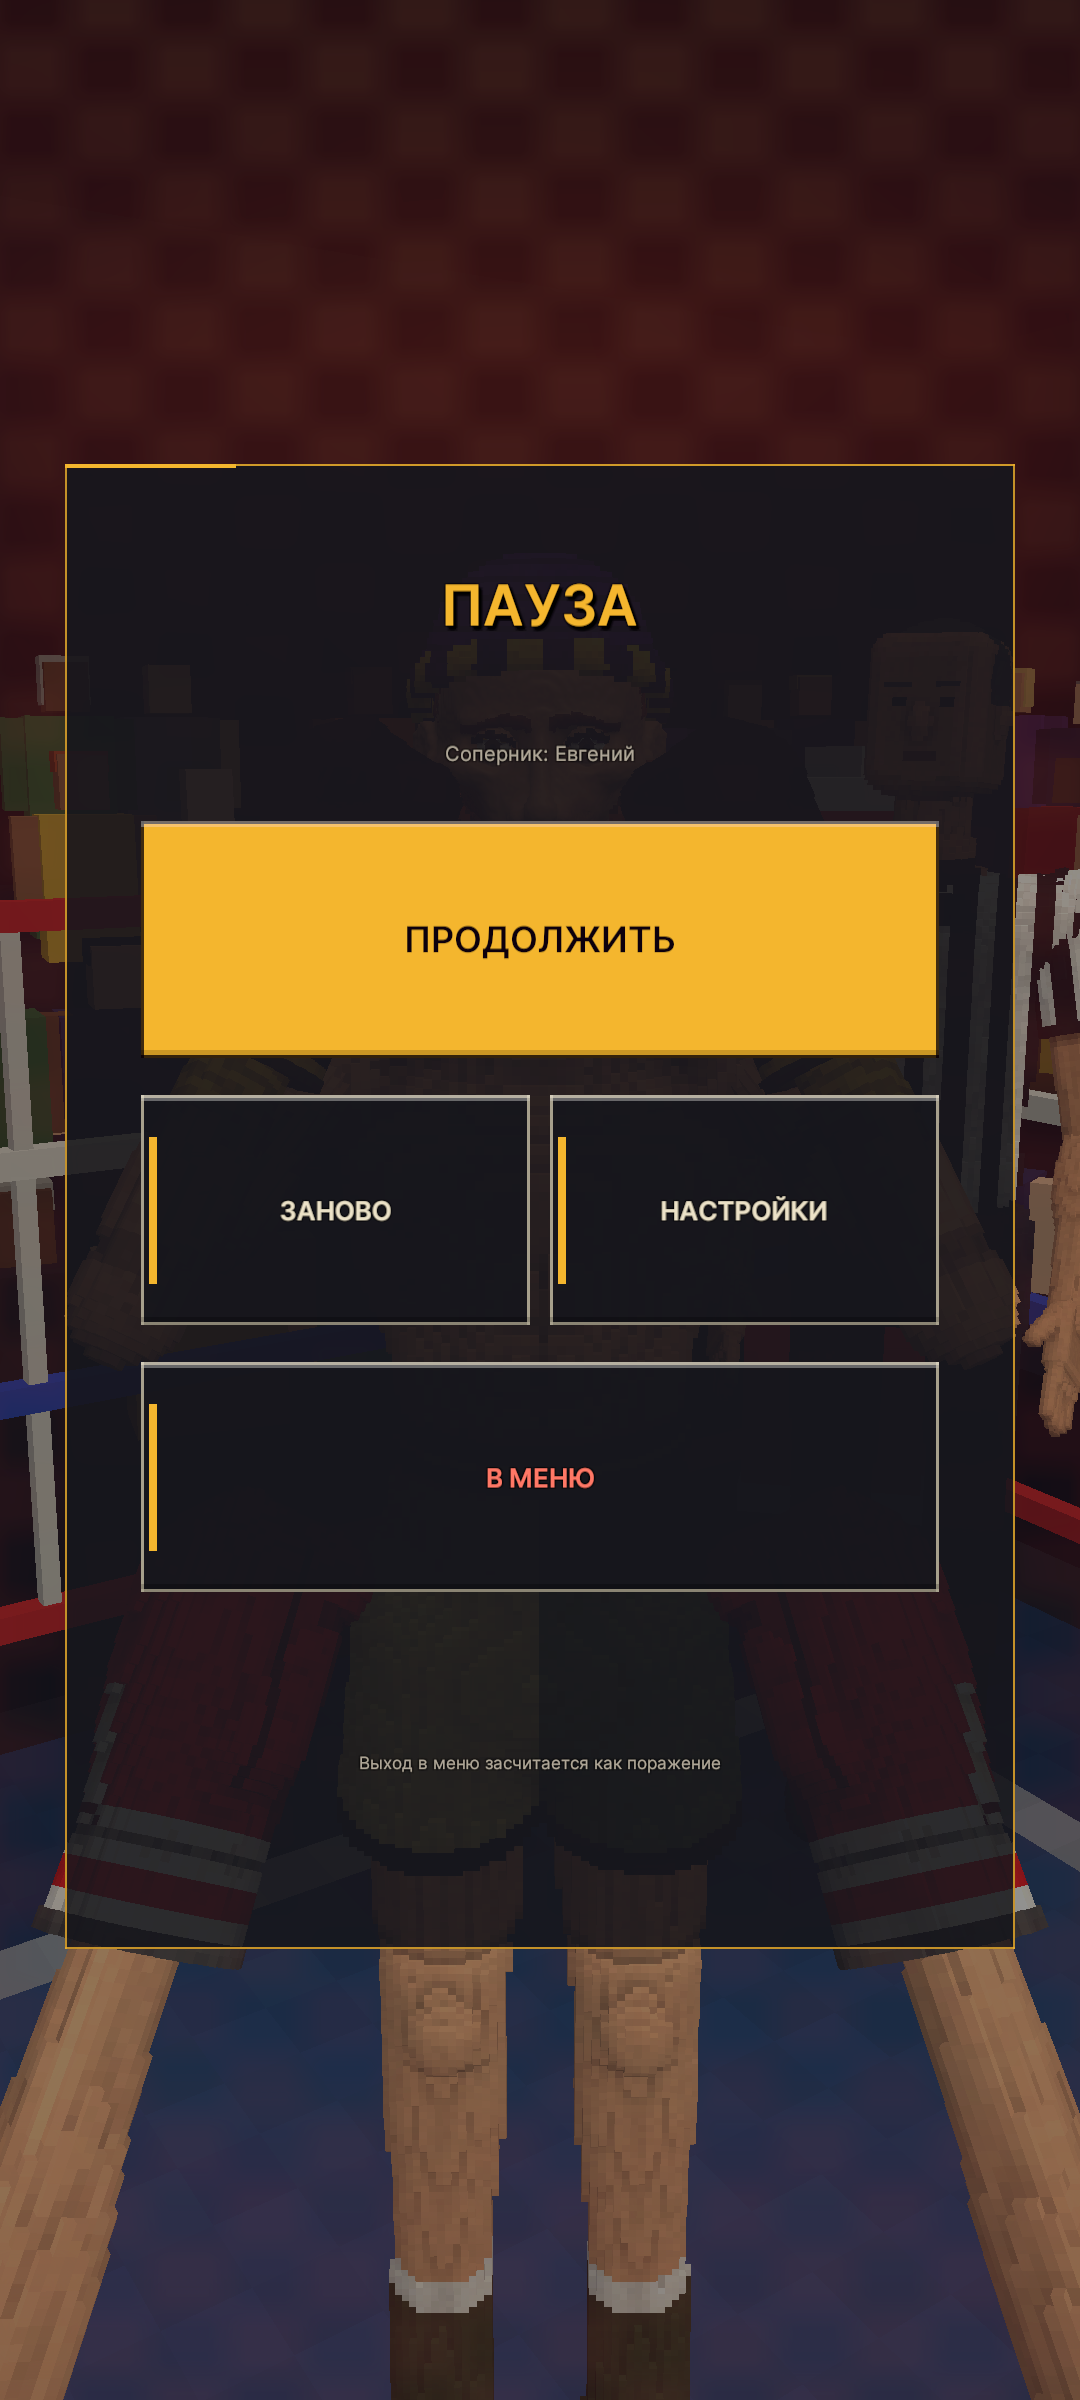 ПАУЗА
Соперник: Евгений
ПРОДОЛЖИТЬ
ЗАНОВО
НАСТРОЙКИ
В МЕНЮ
Выход в меню засчитается как поражение